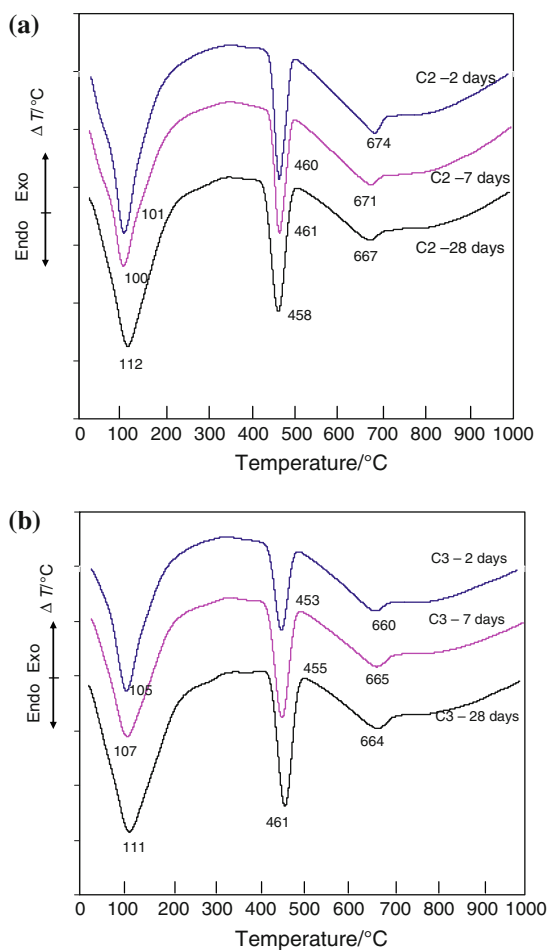 (a)
Δ T/°C
Endo Exo
C2 –2 days
C2 –7 days
C2 –28 days
101
100
112
460
461
458
674
671
667
0 100 200 300 400 500 600 700 800 900 1000
Temperature/°C
(b)
Δ T/°C
Endo Exo
C3 – 2 days
C3 – 7 days
C3 – 28 days
105
107
111
453
455
461
660
665
664
0 100 200 300 400 500 600 700 800 900 1000
Temperature/°C